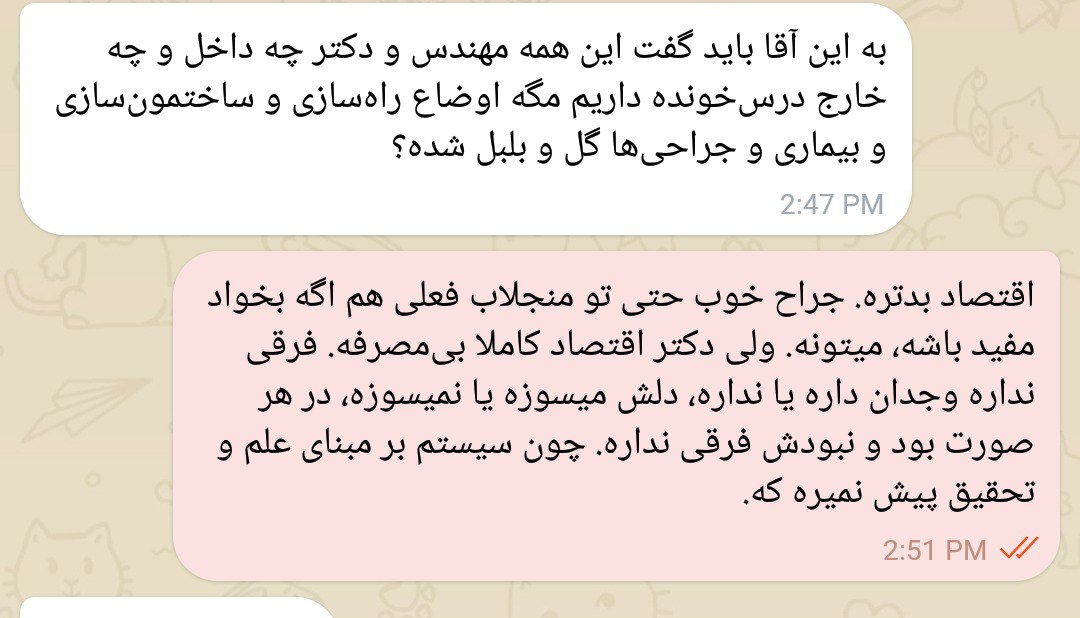 به این آقا باید گفت این همه مهندس و دکتر چه داخل و چه
خارج درس‌خونده داریم مگه اوضاع راه‌سازی و ساختمون‌سازی
و بیماری و جراحی‌ها گل و بلبل شده؟
2:47 PM
اقتصاد بدتره. جراح خوب حتی تو منجلاب فعلی هم اگه بخواد
مفید باشه، میتونه. ولی دکتر اقتصاد کاملا بی‌مصرفه. فرقی
نداره وجدان داره یا نداره، دلش میسوزه یا نمیسوزه، در هر
صورت بود و نبودش فرقی نداره. چون سیستم بر مبنای علم و
تحقیق پیش نمیره که.
2:51 PM